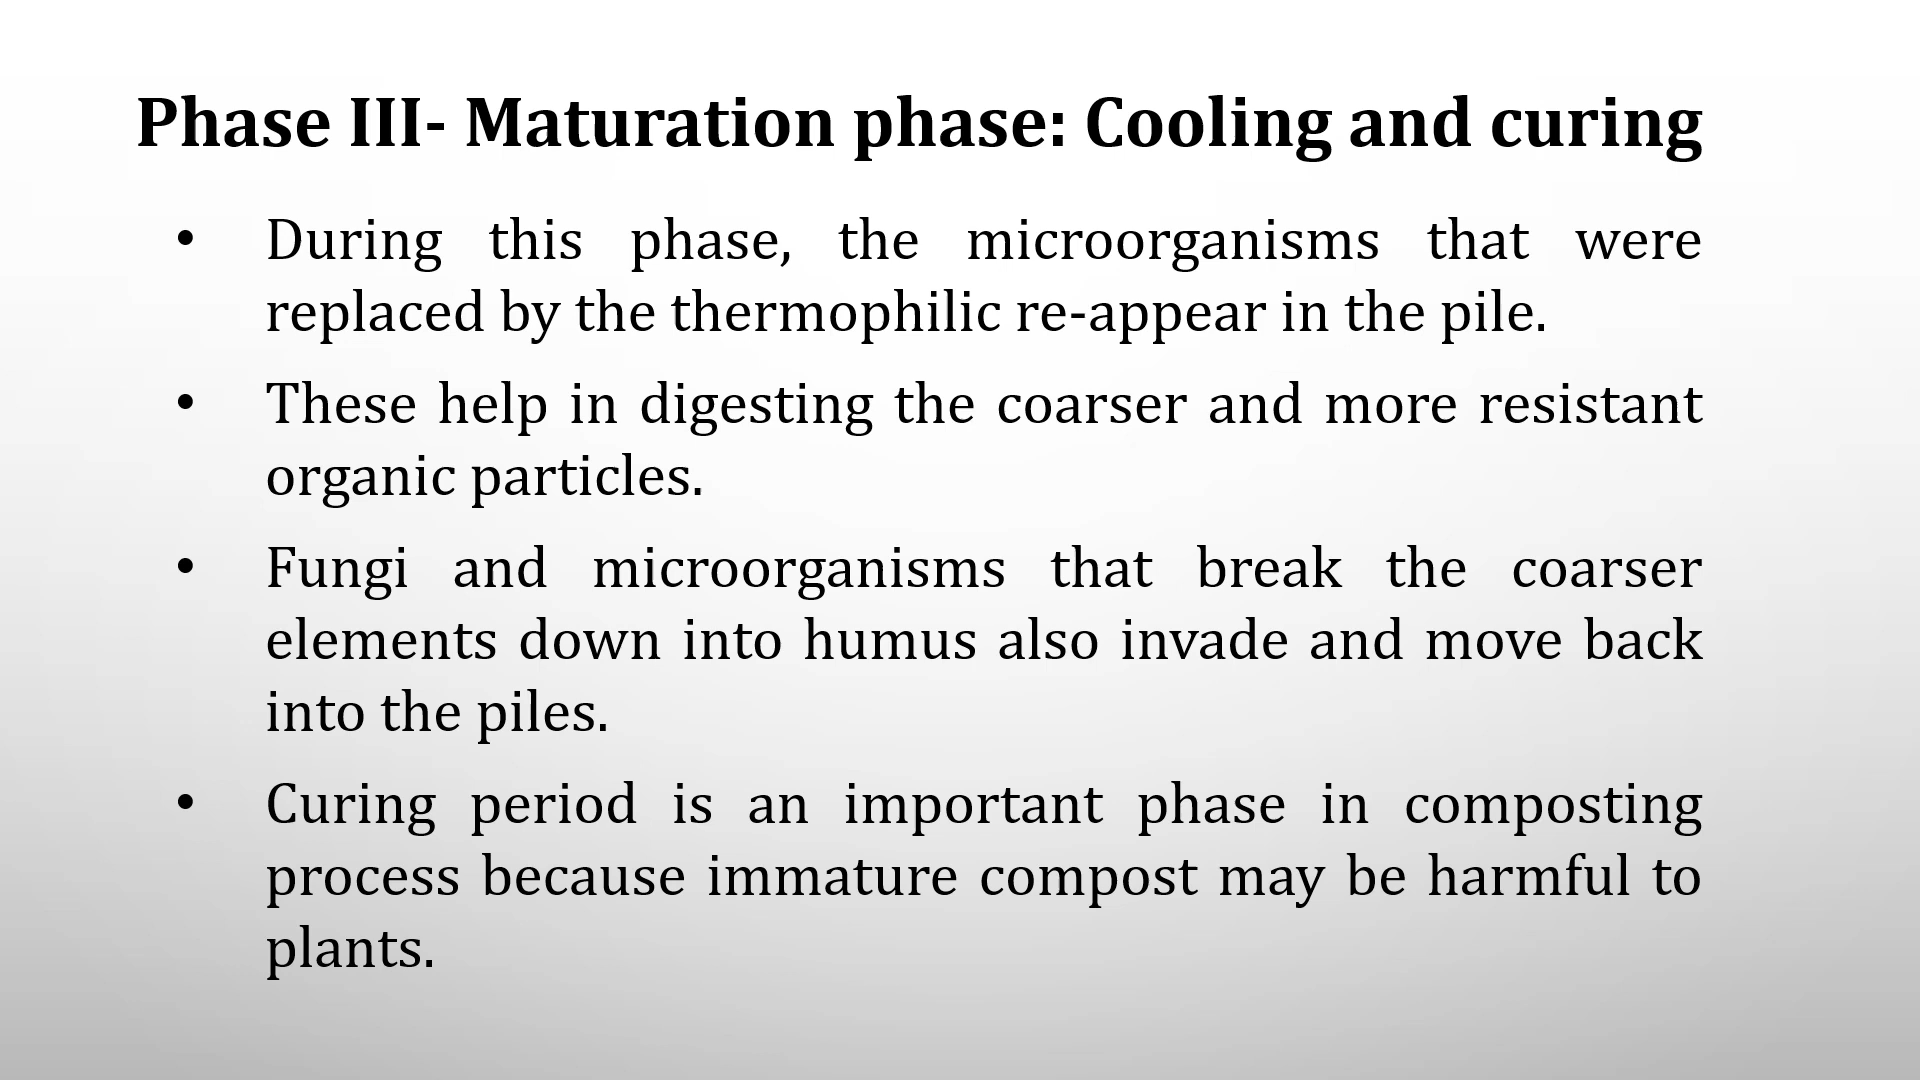 Phase III- Maturation phase: Cooling and curing
• During this phase, the microorganisms that were
replaced by the thermophilic re-appear in the pile.
• These help in digesting the coarser and more resistant
organic particles.
• Fungi and microorganisms that break the coarser
elements down into humus also invade and move back
into the piles.
• Curing period is an important phase in composting
process because immature compost may be harmful to
plants.